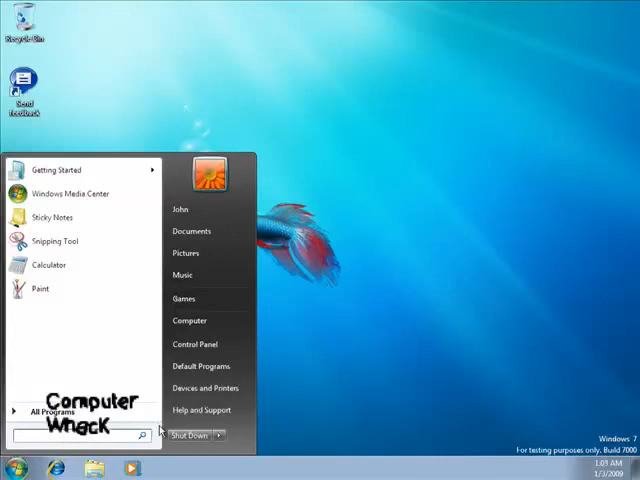 Recycle Bin
Send feedback
Getting Started
Windows Media Center
Sticky Notes
Snipping Tool
Calculator
Paint
All Programs
Computer Whack
John
Documents
Pictures
Music
Games
Computer
Control Panel
Default Programs
Devices and Printers
Help and Support
Shut Down
Windows 7
For testing purposes only. Build 7000
1:03 AM
1/3/2009